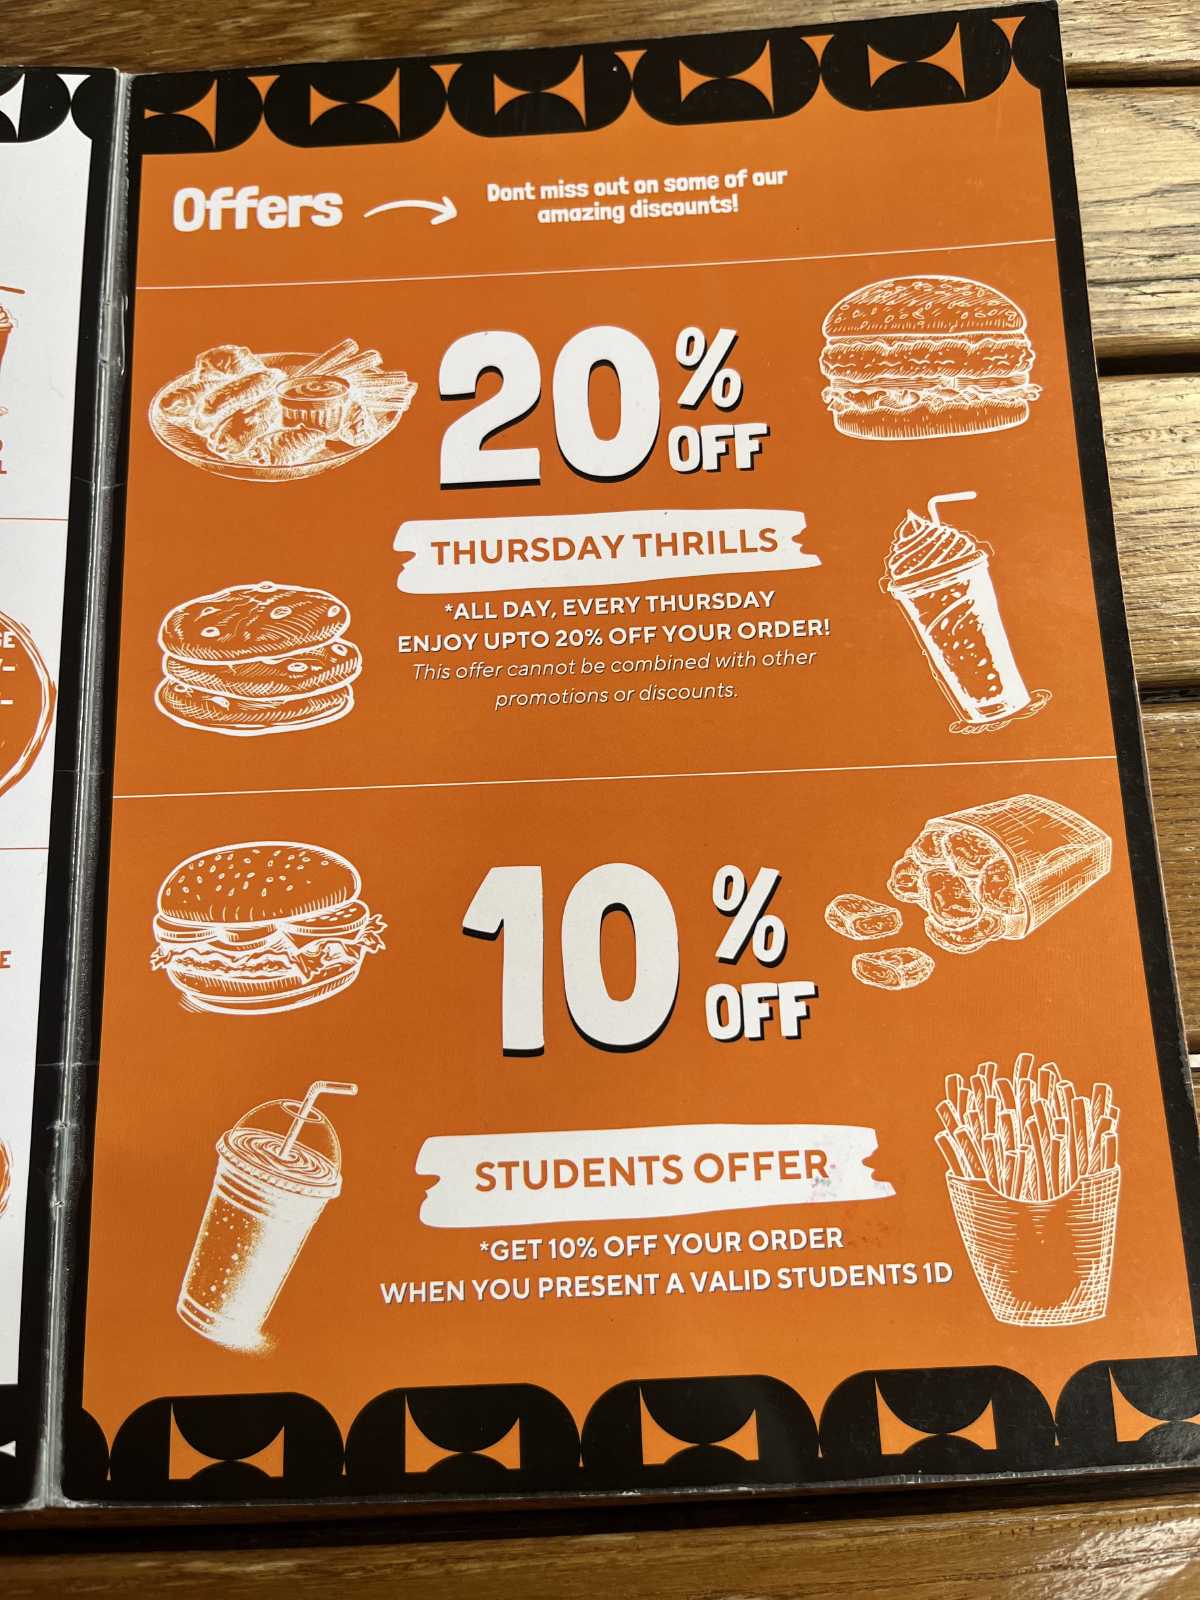 Offers
Dont miss out on some of our
amazing discounts!
20%
OFF
THURSDAY THRILLS
*ALL DAY, EVERY THURSDAY
ENJOY UPTO 20% OFF YOUR ORDER!
This offer cannot be combined with other
promotions or discounts.
10%
OFF
STUDENTS OFFER
*GET 10% OFF YOUR ORDER
WHEN YOU PRESENT A VALID STUDENTS 1D